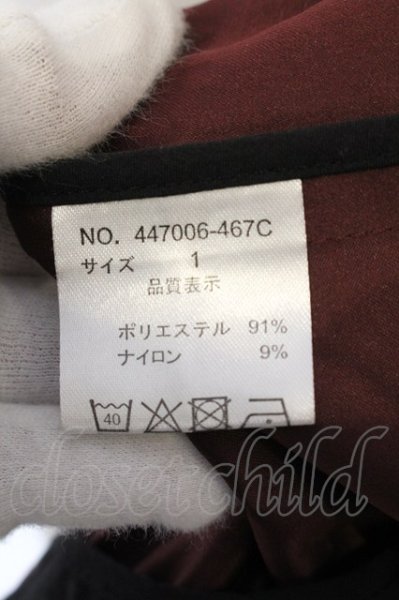 NO. 447006-467C
サイズ 1
品質表示
ポリエステル 91%
ナイロン 9%
40
closetchild